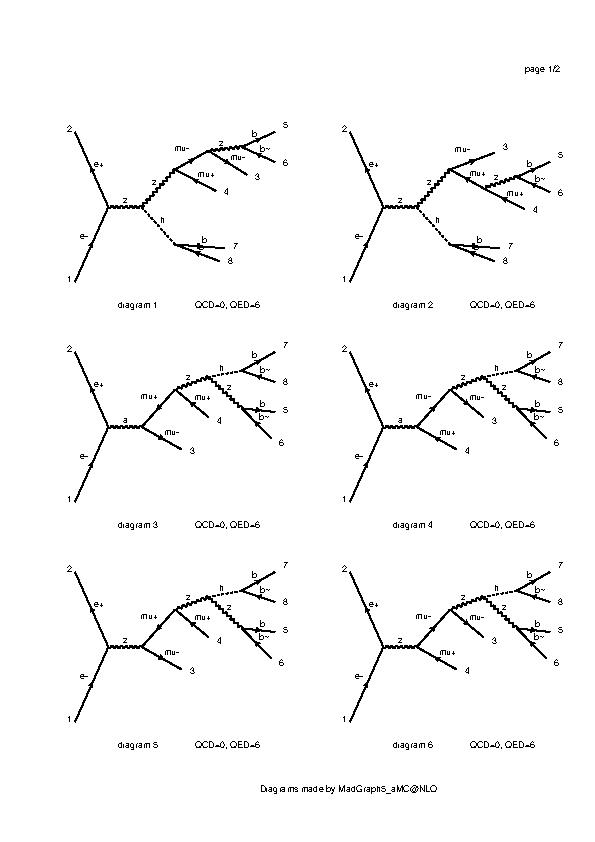 page 1/2
2 e+ e- 1 z z h mu- mu+ 4 z mu- 3 b 5 b~ 6 b 7 8
2 e+ e- 1 z z h 3 mu+ z mu+ 4 b 5 b~ 6 b 7 8
diagram 1 QCD=0, QED=6 diagram 2 QCD=0, QED=6
2 e+ e- 1 a mu+ mu- 3 z mu+ 4 h z b 7 b~ 8 b 5 b~ 6
2 e+ e- 1 a mu- mu+ 4 z mu- 3 h z b 7 b~ 8 b 5 b~ 6
diagram 3 QCD=0, QED=6 diagram 4 QCD=0, QED=6
2 e+ e- 1 z mu+ mu- 3 z mu+ 4 h z b 7 b~ 8 b 5 b~ 6
2 e+ e- 1 z mu- mu+ 4 z mu- 3 h z b 7 b~ 8 b 5 b~ 6
diagram 5 QCD=0, QED=6 diagram 6 QCD=0, QED=6
Diagrams made by MadGraph5_aMC@NLO